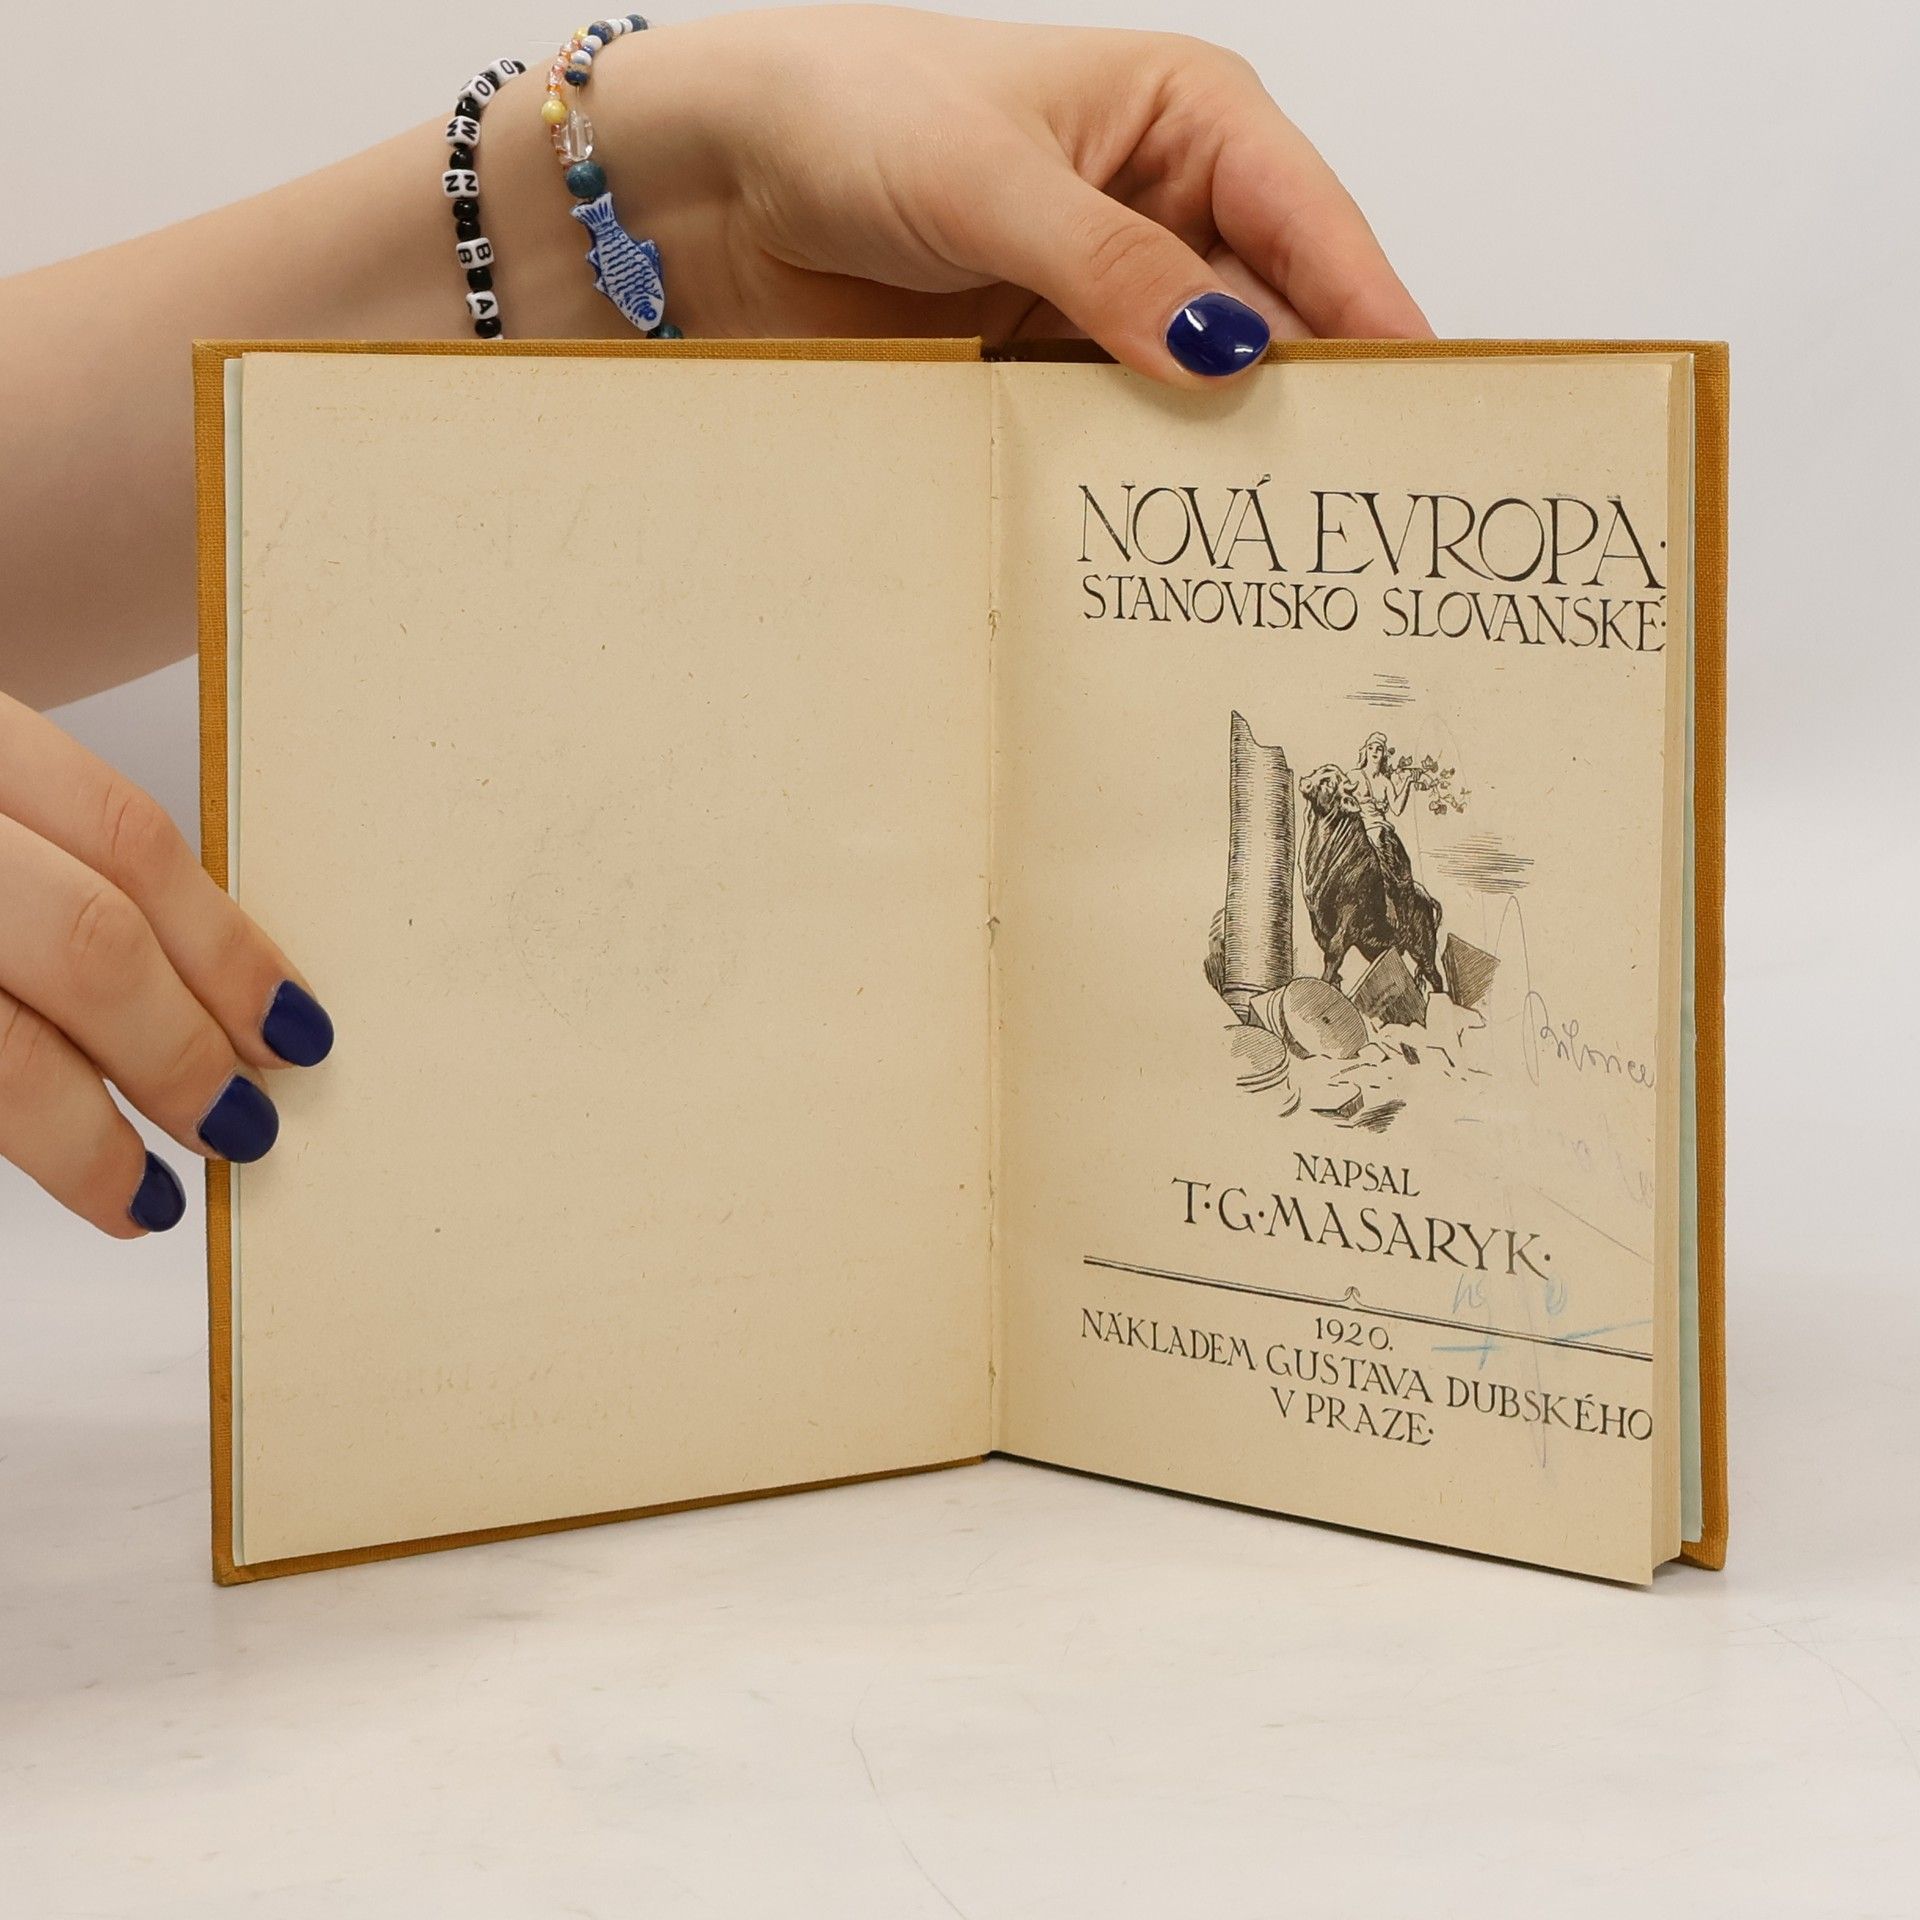 NOVÁ EVROPA·
STANOVISKO SLOVANSKÉ·
NAPSAL
T·G·MASARYK·
1920.
NÁKLADEM GUSTAVA DUBSKÉHO
V PRAZE·